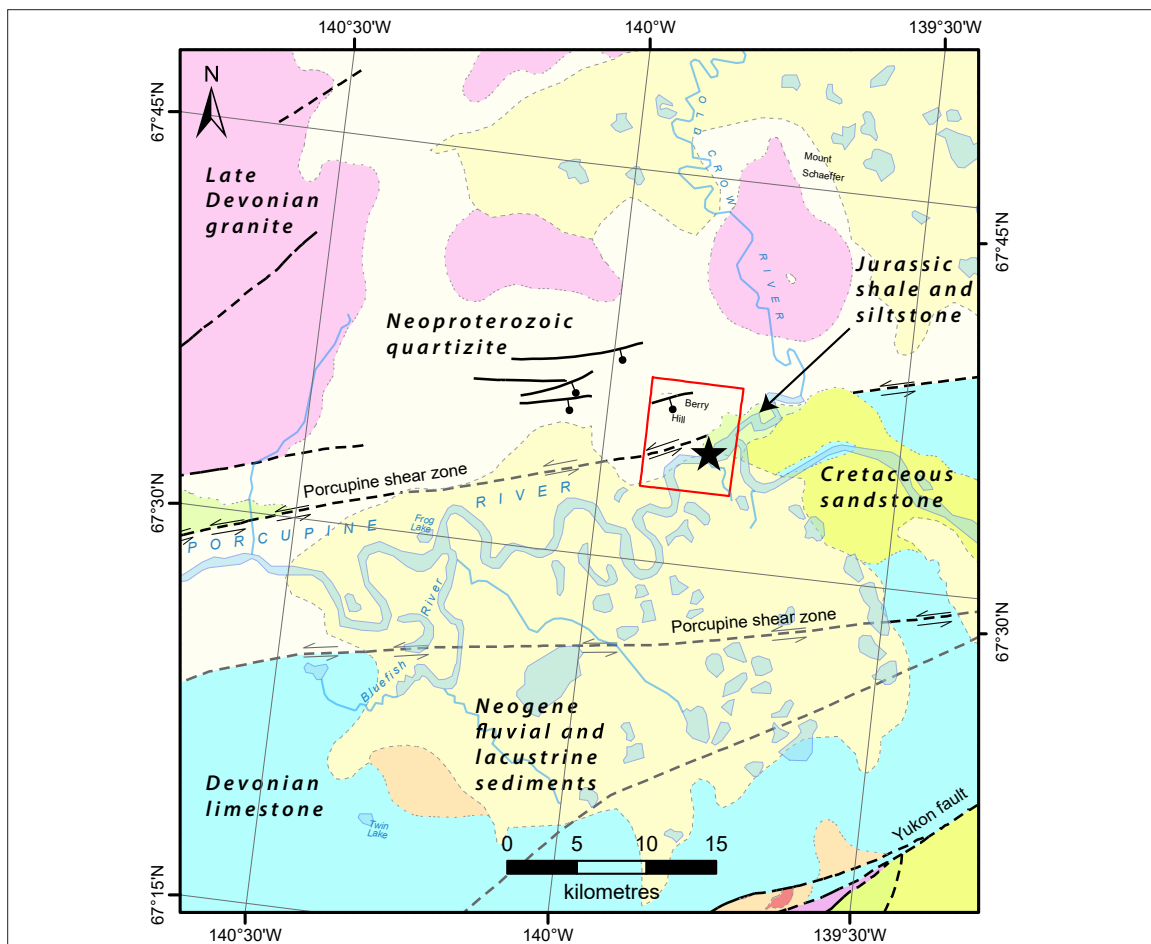 140°30'W
140°W
139°30'W
N
67°45'N
Late
Devonian
granite
OLD CROW
RIVER
Mount
Schaeffer
67°45'N
Jurassic
shale and
siltstone
Neoproterozoic
quartizite
Berry
Hill
Porcupine shear zone
Cretaceous
sandstone
67°30'N
PORCUPINE RIVER
Frog
Lake
Bluefish River
Porcupine shear zone
67°30'N
Neogene
fluvial and
lacustrine
sediments
Devonian
limestone
Twin
Lake
Yukon fault
0 5 10 15
kilometres
67°15'N
140°30'W
140°W
139°30'W